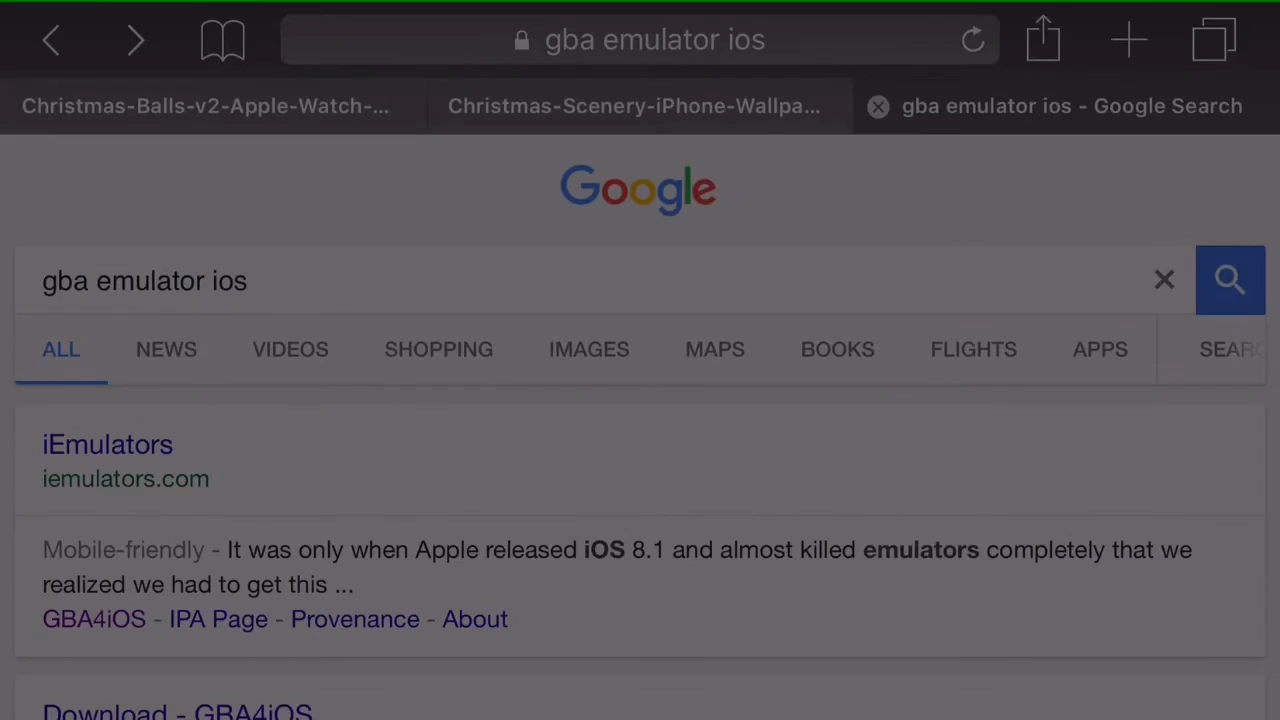 gba emulator ios
Christmas-Balls-v2-Apple-Watch-...
Christmas-Scenery-iPhone-Wallpa...
gba emulator ios - Google Search
Google
gba emulator ios
ALL NEWS VIDEOS SHOPPING IMAGES MAPS BOOKS FLIGHTS APPS SEARC
iEmulators
iemulators.com
Mobile-friendly - It was only when Apple released iOS 8.1 and almost killed emulators completely that we
realized we had to get this ...
GBA4iOS - IPA Page - Provenance - About
Download - GBA4iOS